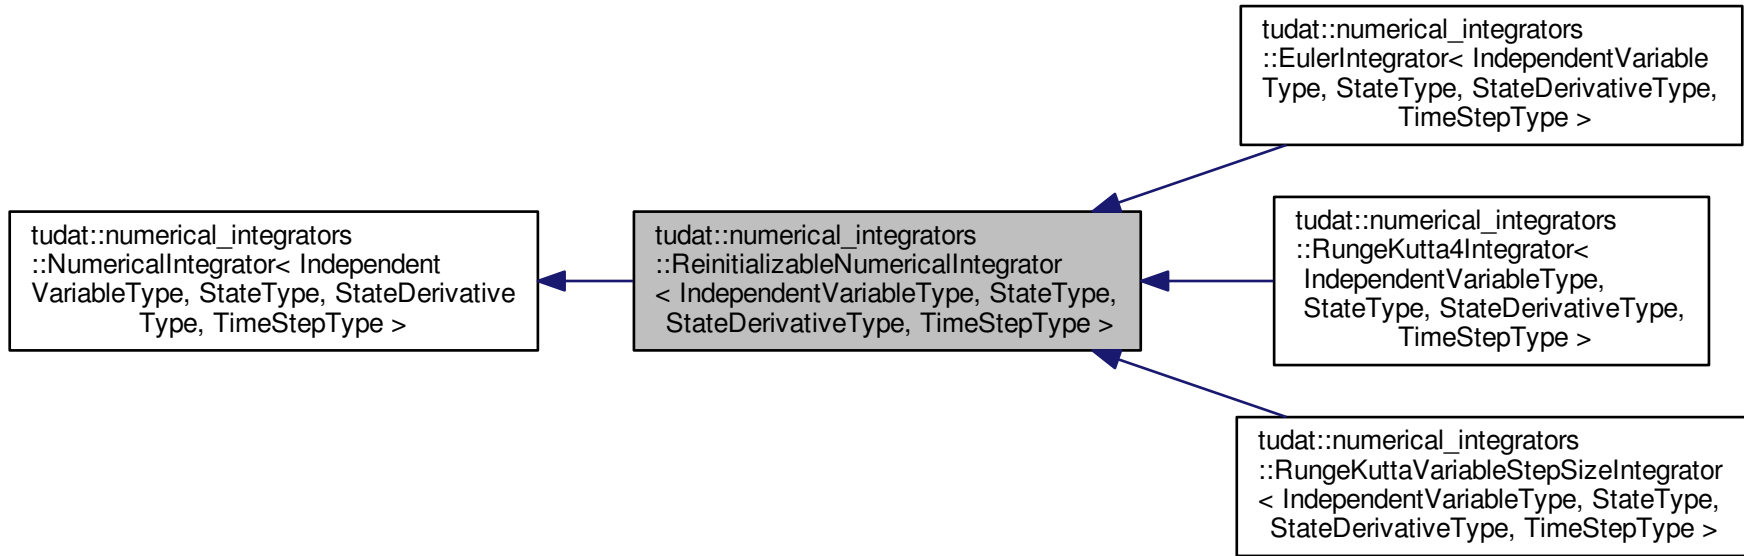 tudat::numerical_integrators
::EulerIntegrator< IndependentVariable
Type, StateType, StateDerivativeType,
TimeStepType >
tudat::numerical_integrators
::NumericalIntegrator< Independent
VariableType, StateType, StateDerivative
Type, TimeStepType >
tudat::numerical_integrators
::ReinitializableNumericalIntegrator
< IndependentVariableType, StateType,
StateDerivativeType, TimeStepType >
tudat::numerical_integrators
::RungeKutta4Integrator<
IndependentVariableType,
StateType, StateDerivativeType,
TimeStepType >
tudat::numerical_integrators
::RungeKuttaVariableStepSizeIntegrator
< IndependentVariableType, StateType,
StateDerivativeType, TimeStepType >